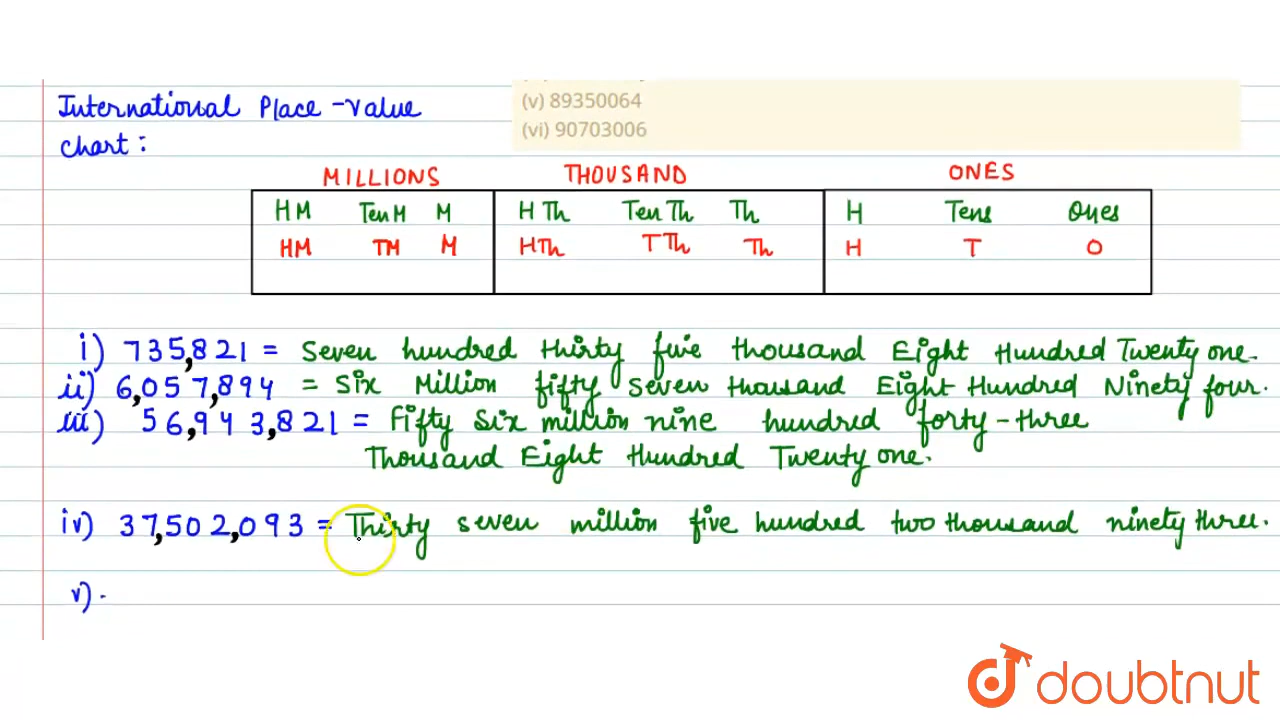 International Place-value
Chart:
(v) 89350064
(vi) 90703006
MILLIONS THOUSAND ONES
HM Ten M M H Th Ten Th Th H Tens Ones
HM TM M HTh T Th Th H T O
i) 735,821 = Seven hundred thirty five thousand Eight Hundred Twenty one.
ii) 6,057,894 = Six Million fifty Seven thousand Eight Hundred Ninety four.
iii) 56,943,821 = Fifty Six million nine hundred forty-three
Thousand Eight Hundred Twenty one.
iv) 37,502,093 = Thirty seven million five hundred two thousand ninety three.
v).
doubtnut